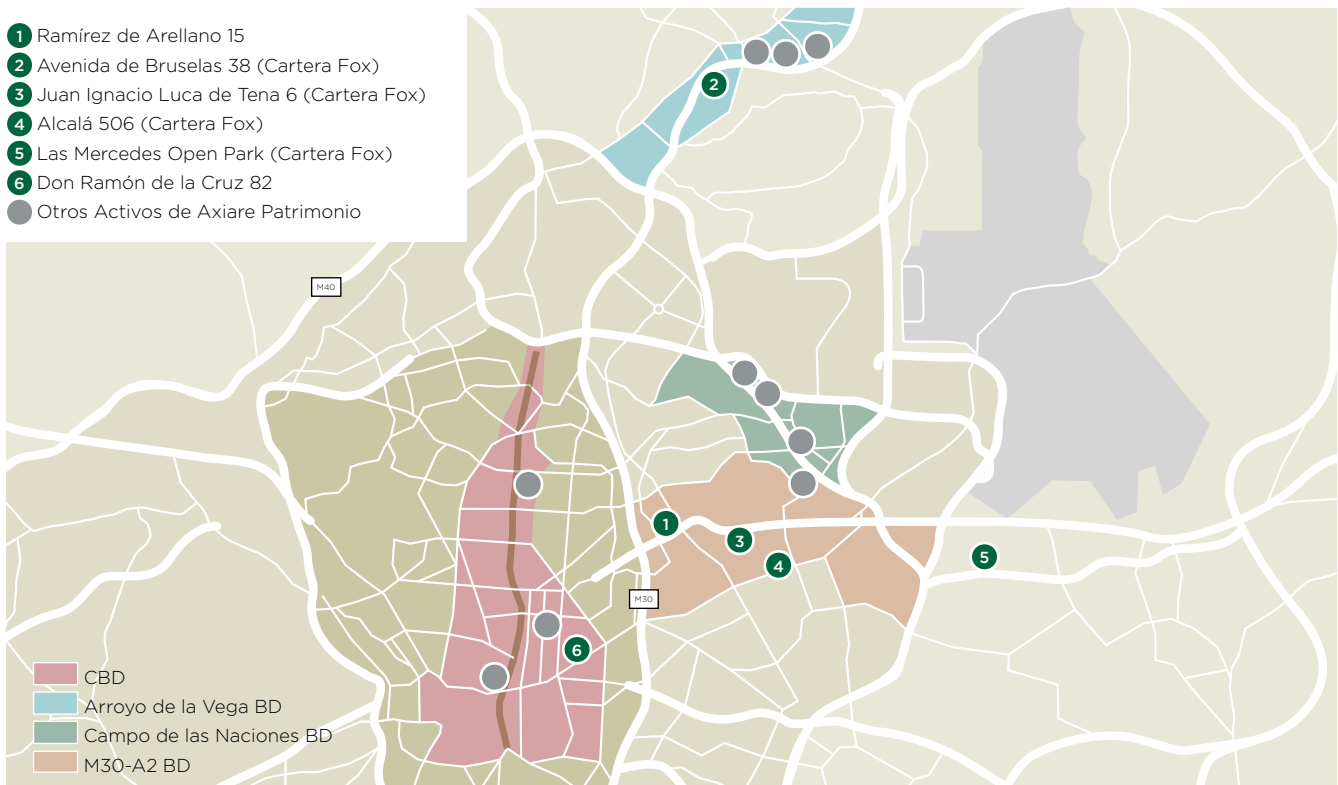 1 Ramírez de Arellano 15
2 Avenida de Bruselas 38 (Cartera Fox)
3 Juan Ignacio Luca de Tena 6 (Cartera Fox)
4 Alcalá 506 (Cartera Fox)
5 Las Mercedes Open Park (Cartera Fox)
6 Don Ramón de la Cruz 82
Otros Activos de Axiare Patrimonio
2
M40
1
3
4
5
M30
6
CBD
Arroyo de la Vega BD
Campo de las Naciones BD
M30-A2 BD